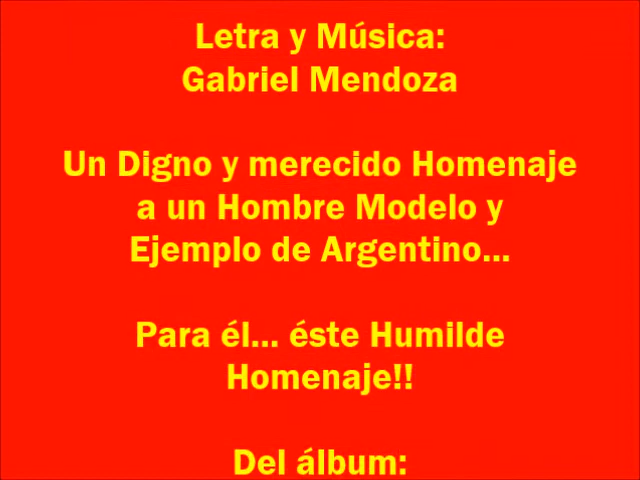 Letra y Música:
Gabriel Mendoza
Un Digno y merecido Homenaje
a un Hombre Modelo y
Ejemplo de Argentino...
Para él... éste Humilde
Homenaje!!
Del álbum: